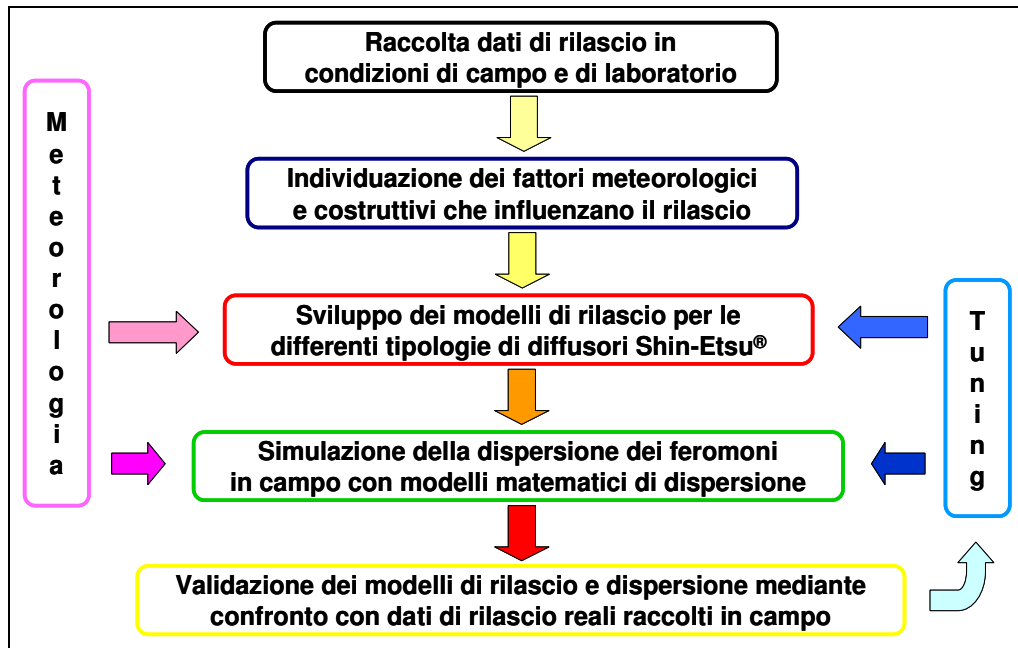 Raccolta dati di rilascio in
condizioni di campo e di laboratorio
Meteorologia
Individuazione dei fattori meteorologici
e costruttivi che influenzano il rilascio
Sviluppo dei modelli di rilascio per le
differenti tipologie di diffusori Shin-Etsu®
Tuning
Simulazione della dispersione dei feromoni
in campo con modelli matematici di dispersione
Validazione dei modelli di rilascio e dispersione mediante
confronto con dati di rilascio reali raccolti in campo